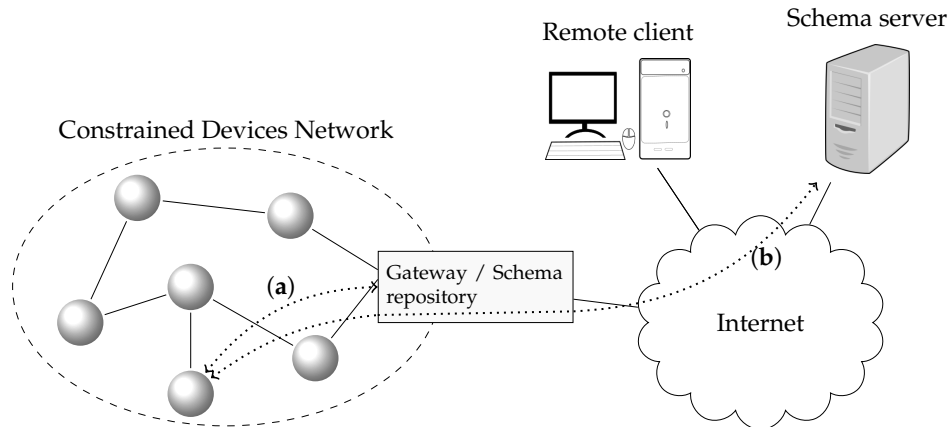 Schema server
Remote client
Constrained Devices Network
(a)
Gateway / Schema
repository
(b)
Internet